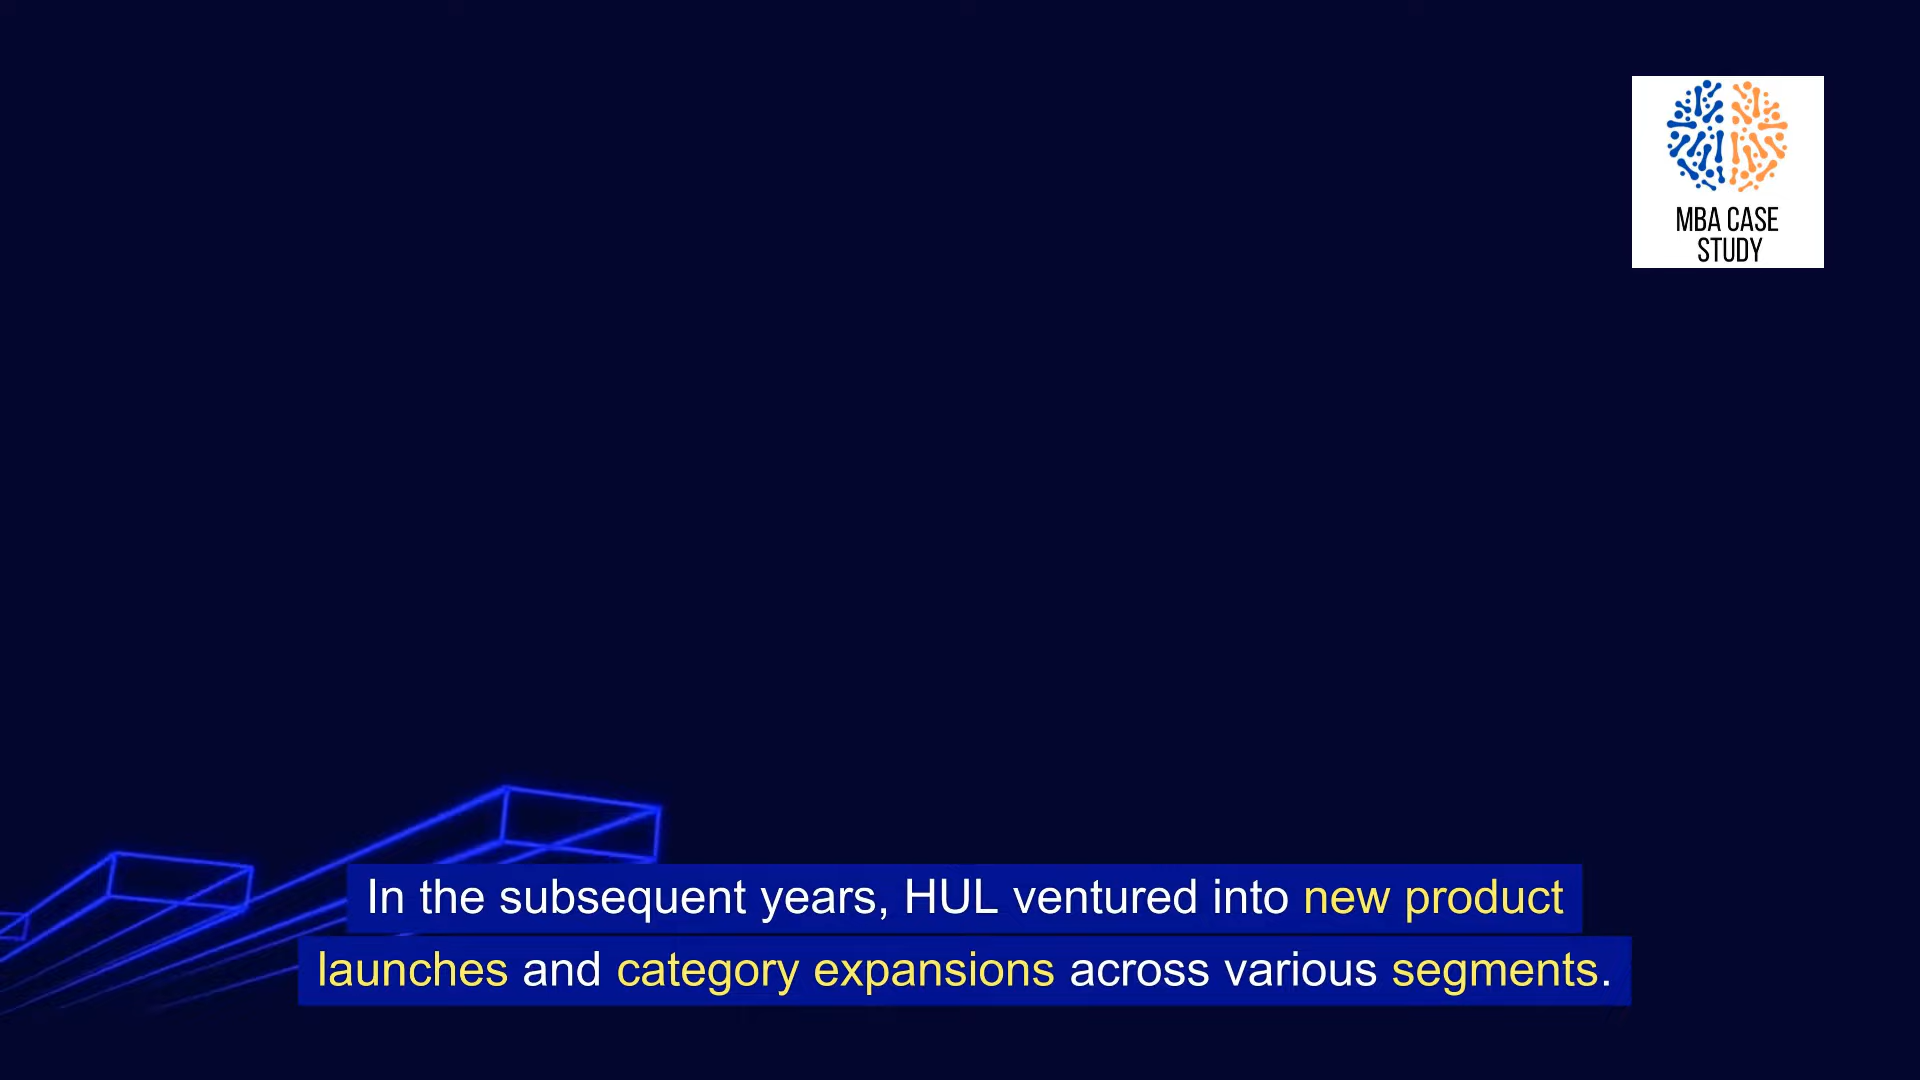 MBA CASE
STUDY
In the subsequent years, HUL ventured into new product
launches and category expansions across various segments.